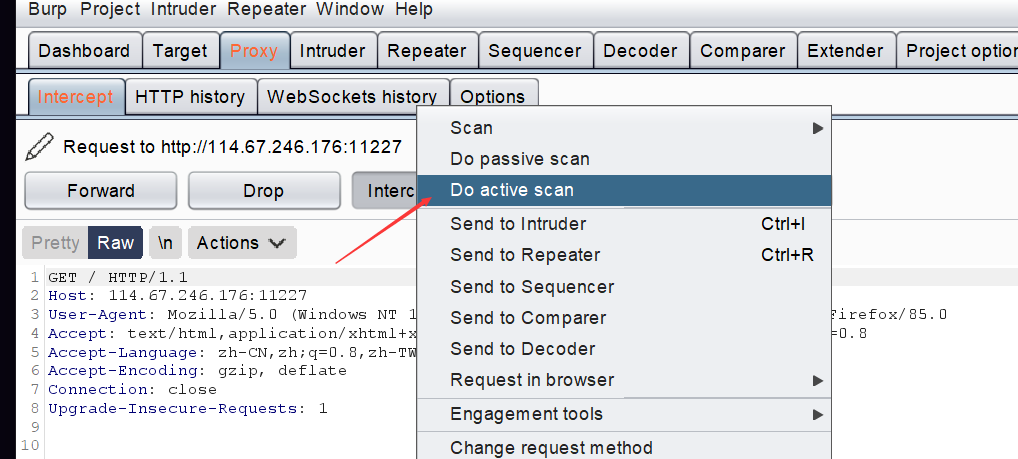 Burp Project Intruder Repeater Window Help
Dashboard Target Proxy Intruder Repeater Sequencer Decoder Comparer Extender Project option
Intercept HTTP history WebSockets history Options
Request to http://114.67.246.176:11227
Forward Drop Interc
Pretty Raw \n Actions
1 GET / HTTP/1.1
2 Host: 114.67.246.176:11227
3 User-Agent: Mozilla/5.0 (Windows NT 1 Firefox/85.0
4 Accept: text/html,application/xhtml+x =0.8
5 Accept-Language: zh-CN,zh;q=0.8,zh-TW
6 Accept-Encoding: gzip, deflate
7 Connection: close
8 Upgrade-Insecure-Requests: 1
9
10
Scan
Do passive scan
Do active scan
Send to Intruder Ctrl+I
Send to Repeater Ctrl+R
Send to Sequencer
Send to Comparer
Send to Decoder
Request in browser
Engagement tools
Change request method